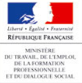 Liberté • Égalité • Fraternité
RÉPUBLIQUE FRANÇAISE
MINISTÈRE
DU TRAVAIL, DE L'EMPLOI,
DE LA FORMATION
PROFESSIONNELLE
ET DU DIALOGUE SOCIAL